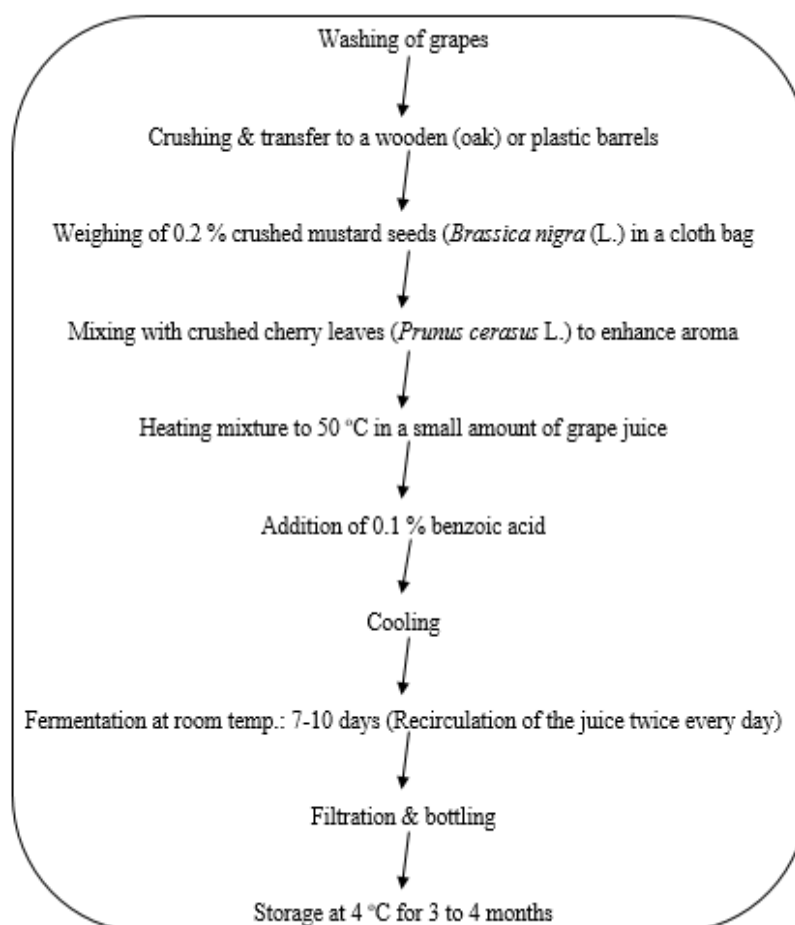 Washing of grapes
Crushing & transfer to a wooden (oak) or plastic barrels
Weighing of 0.2 % crushed mustard seeds (Brassica nigra (L.) in a cloth bag
Mixing with crushed cherry leaves (Prunus cerasus L.) to enhance aroma
Heating mixture to 50 °C in a small amount of grape juice
Addition of 0.1 % benzoic acid
Cooling
Fermentation at room temp.: 7-10 days (Recirculation of the juice twice every day)
Filtration & bottling
Storage at 4 °C for 3 to 4 months